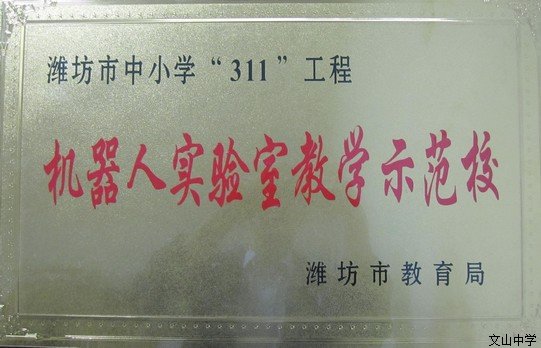 潍坊市中小学“311”工程
机器人实验室教学示范校
潍坊市教育局
文山中学